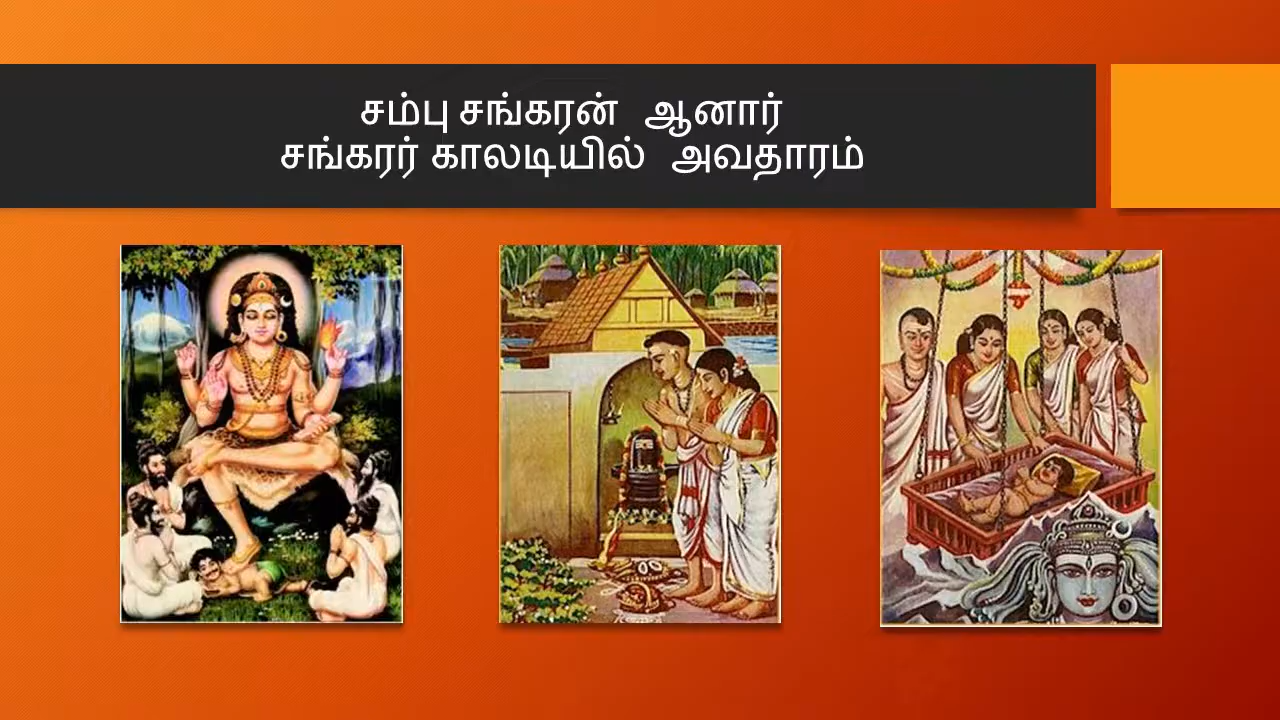 சம்பு சங்கரன் ஆனார்
சங்கரர் காலடியில் அவதாரம்